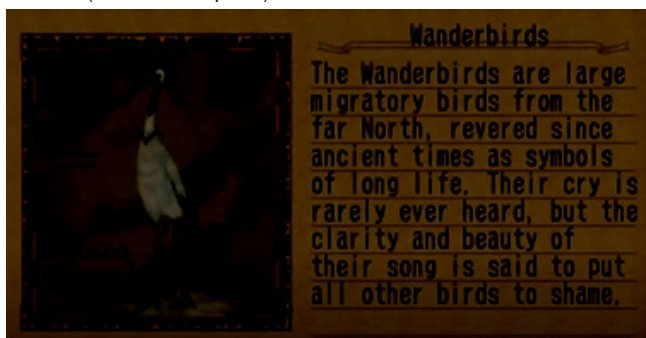 Wanderbirds
The Wanderbirds are large
migratory birds from the
far North, revered since
ancient times as symbols
of long life. Their cry is
rarely ever heard, but the
clarity and beauty of
their song is said to put
all other birds to shame.